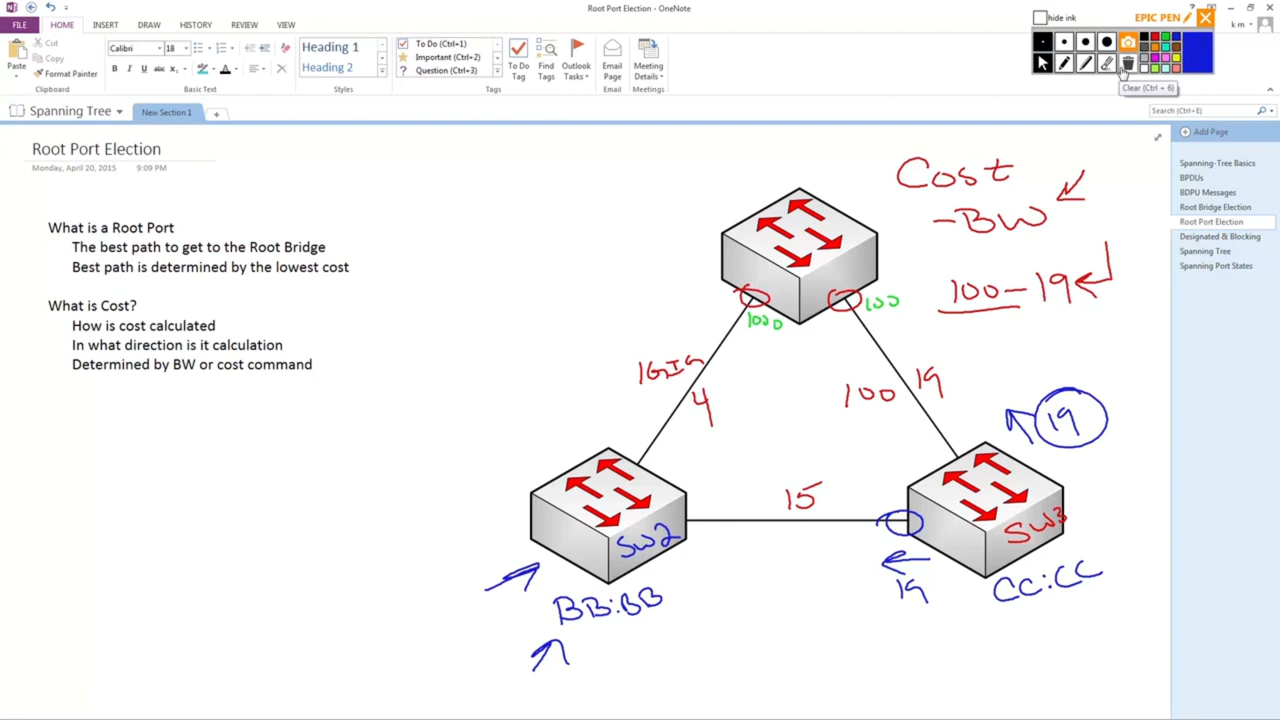 Root Port Election - OneNote
FILE HOME INSERT DRAW HISTORY REVIEW VIEW
k m
hide ink
EPIC PEN
Clear (Ctrl + 6)
Paste
Cut
Copy
Format Painter
Clipboard
Calibri 18
B I U abc x₂ A
Basic Text
Heading 1
Heading 2
Styles
To Do (Ctrl+1)
Important (Ctrl+2)
Question (Ctrl+3)
To Do Tag
Find Tags
Outlook Tasks
Tags
Email Page
Email
Meeting Details
Meetings
Spanning Tree
New Section 1
Search (Ctrl+E)
Root Port Election
Monday, April 20, 2015 9:09 PM
What is a Root Port
The best path to get to the Root Bridge
Best path is determined by the lowest cost
What is Cost?
How is cost calculated
In what direction is it calculation
Determined by BW or cost command
Cost
-BW
100-19
1000
100
1GIG
4
100
19
19
15
SW2
SW3
19
BB:BB
CC:CC
Add Page
Spanning-Tree Basics
BPDUs
BDPU Messages
Root Bridge Election
Root Port Election
Designated & Blocking
Spanning Tree
Spanning Port States